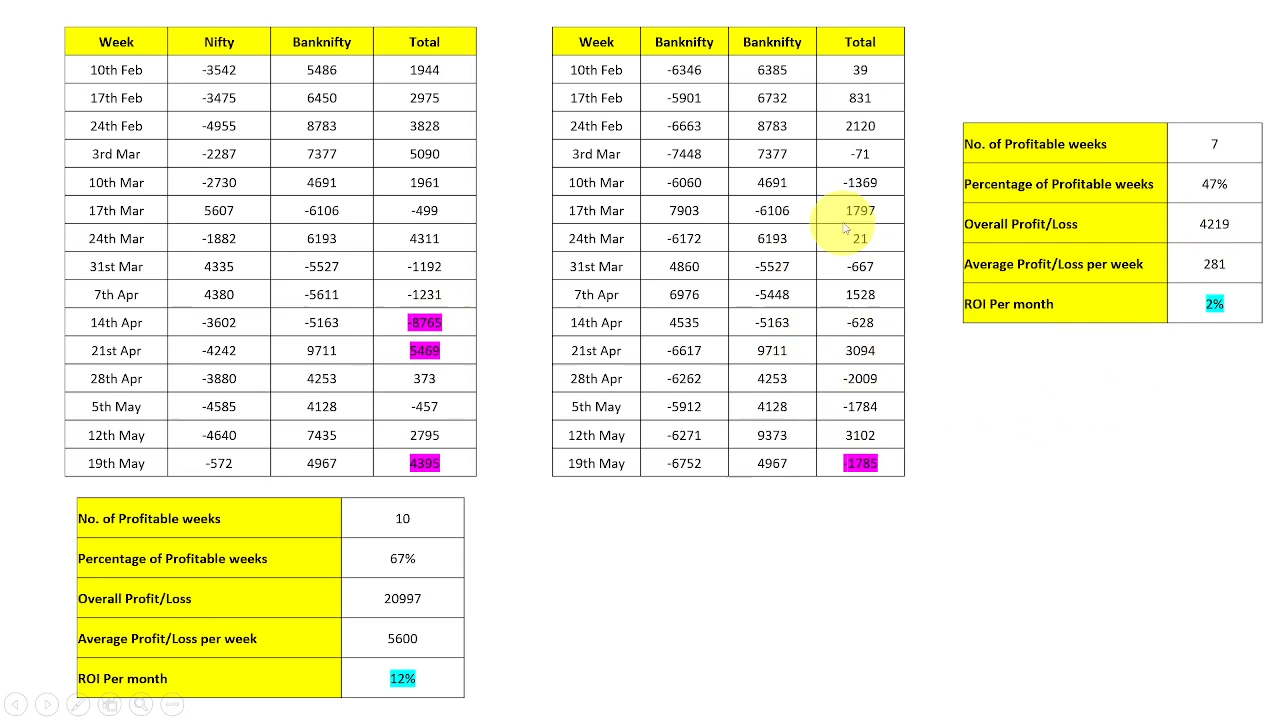 Week Nifty Banknifty Total
10th Feb -3542 5486 1944
17th Feb -3475 6450 2975
24th Feb -4955 8783 3828
3rd Mar -2287 7377 5090
10th Mar -2730 4691 1961
17th Mar 5607 -6106 -499
24th Mar -1882 6193 4311
31st Mar 4335 -5527 -1192
7th Apr 4380 -5611 -1231
14th Apr -3602 -5163 -8765
21st Apr -4242 9711 5469
28th Apr -3880 4253 373
5th May -4585 4128 -457
12th May -4640 7435 2795
19th May -572 4967 4395
No. of Profitable weeks 10
Percentage of Profitable weeks 67%
Overall Profit/Loss 20997
Average Profit/Loss per week 5600
ROI Per month 12%
Week Banknifty Banknifty Total
10th Feb -6346 6385 39
17th Feb -5901 6732 831
24th Feb -6663 8783 2120
3rd Mar -7448 7377 -71
10th Mar -6060 4691 -1369
17th Mar 7903 -6106 1797
24th Mar -6172 6193 21
31st Mar 4860 -5527 -667
7th Apr 6976 -5448 1528
14th Apr 4535 -5163 -628
21st Apr -6617 9711 3094
28th Apr -6262 4253 -2009
5th May -5912 4128 -1784
12th May -6271 9373 3102
19th May -6752 4967 -1785
No. of Profitable weeks 7
Percentage of Profitable weeks 47%
Overall Profit/Loss 4219
Average Profit/Loss per week 281
ROI Per month 2%